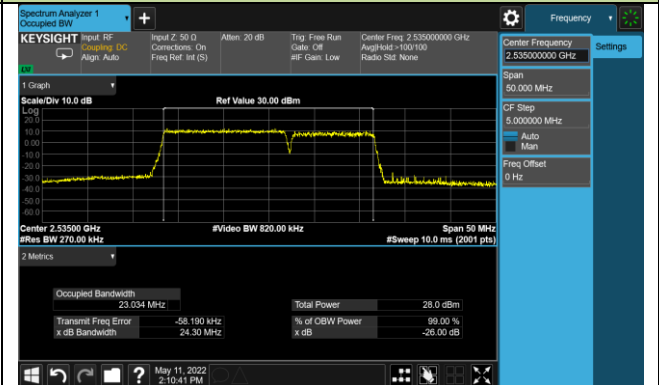 Spectrum Analyzer 1
Occupied BW
+
Frequency
KEYSIGHT
Input: RF
Coupling: DC
Align: Auto
Input Z: 50 Ω
Corrections: On
Freq Ref: Int (S)
Atten: 20 dB
Trig: Free Run
Gate: Off
#IF Gain: Low
Center Freq: 2.535000000 GHz
Avg|Hold:>100/100
Radio Std: None
Center Frequency
2.535000000 GHz
Settings
Span
50.000 MHz
CF Step
5.000000 MHz
Auto
Man
Freq Offset
0 Hz
1 Graph
Scale/Div 10.0 dB
Ref Value 30.00 dBm
Log
20.0
10.0
0.00
-10.0
-20.0
-30.0
-40.0
-50.0
-60.0
Center 2.53500 GHz
#Video BW 820.00 kHz
Span 50 MHz
#Res BW 270.00 kHz
#Sweep 10.0 ms (2001 pts)
2 Metrics
Occupied Bandwidth
23.034 MHz
Total Power
28.0 dBm
Transmit Freq Error
-58.190 kHz
% of OBW Power
99.00 %
x dB Bandwidth
24.30 MHz
x dB
-26.00 dB
?
May 11, 2022
2:10:41 PM